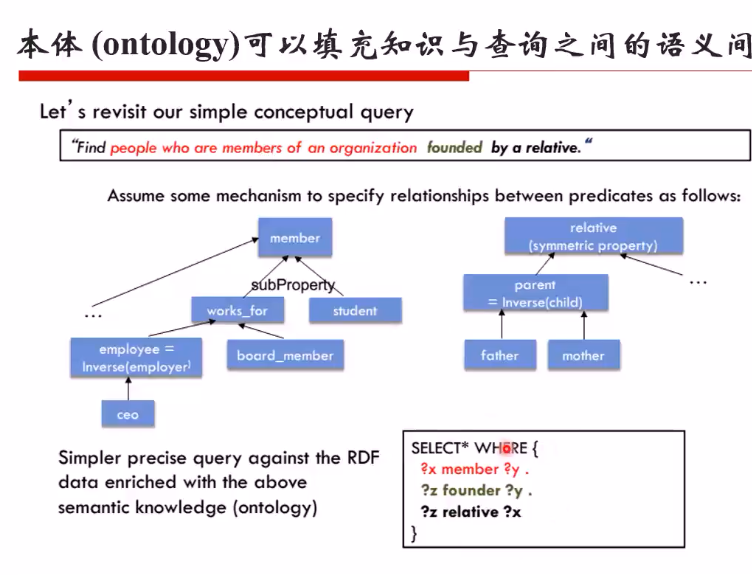 本体 (ontology)可以填充知识与查询之间的语义间
Let's revisit our simple conceptual query
"Find people who are members of an organization founded by a relative."
Assume some mechanism to specify relationships between predicates as follows:
member
relative
(symmetric property)
subProperty
...
...
parent
= Inverse(child)
works_for
student
employee =
Inverse(employer)
board_member
father
mother
ceo
Simpler precise query against the RDF
data enriched with the above
semantic knowledge (ontology)
SELECT* WHERE {
?x member ?y .
?z founder ?y .
?z relative ?x
}